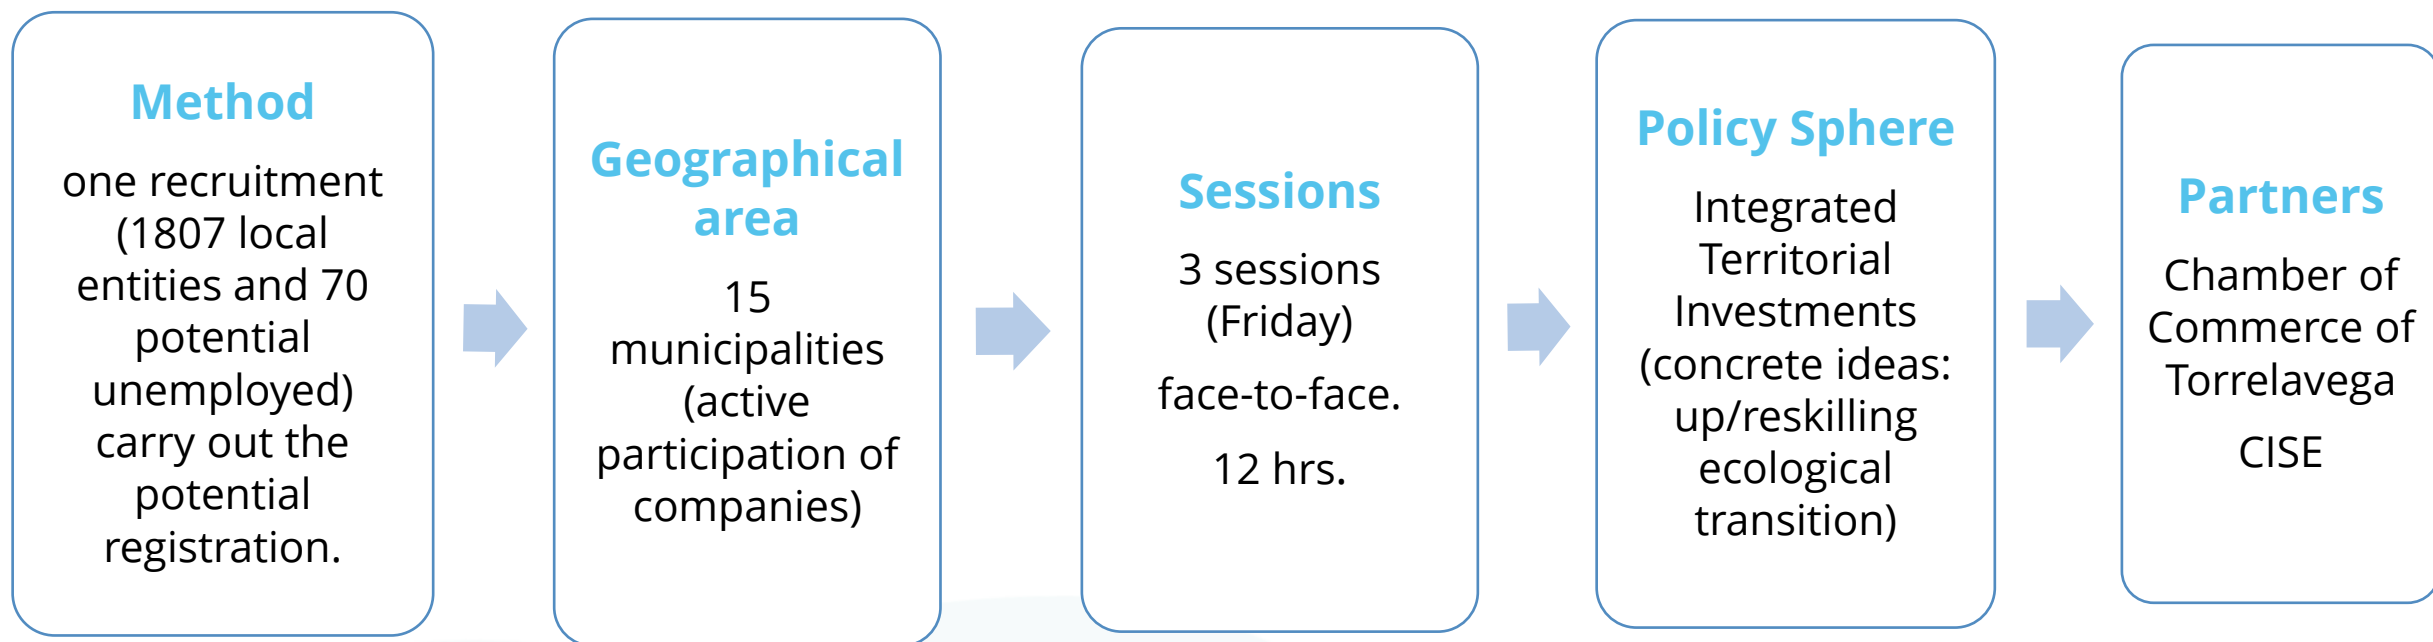 Method
one recruitment
(1807 local
entities and 70
potential
unemployed)
carry out the
potential
registration.
Geographical
area
15
municipalities
(active
participation of
companies)
Sessions
3 sessions
(Friday)
face-to-face.
12 hrs.
Policy Sphere
Integrated
Territorial
Investments
(concrete ideas:
up/reskilling
ecological
transition)
Partners
Chamber of
Commerce of
Torrelavega
CISE